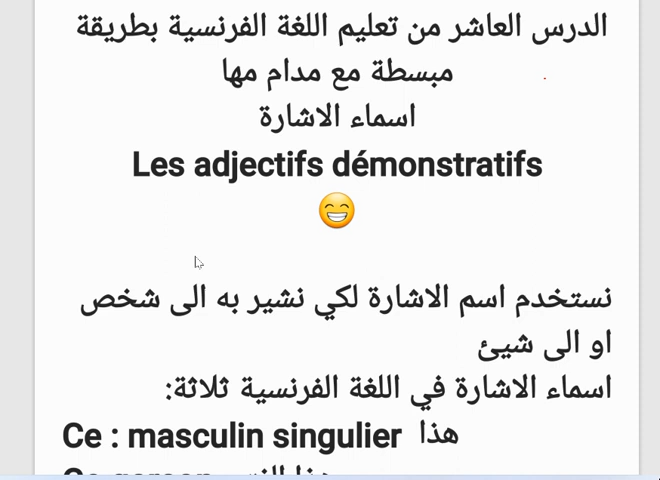 الدرس العاشر من تعليم اللغة الفرنسية بطريقة
مبسطة مع مدام مها
اسماء الاشارة
Les adjectifs démonstratifs
نستخدم اسم الاشارة لكي نشير به الى شخص
او الى شيئ
اسماء الاشارة في اللغة الفرنسية ثلاثة:
Ce : masculin singulier هذا